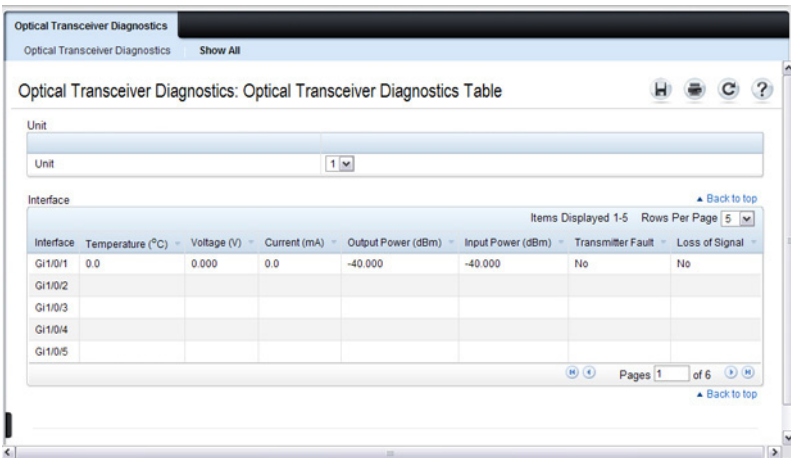 Optical Transceiver Diagnostics
Optical Transceiver Diagnostics Show All
Optical Transceiver Diagnostics: Optical Transceiver Diagnostics Table
?
Unit
Unit 1
Interface Back to top
Items Displayed 1-5 Rows Per Page 5
Interface Temperature (°C) Voltage (V) Current (mA) Output Power (dBm) Input Power (dBm) Transmitter Fault Loss of Signal
Gi1/0/1 0.0 0.000 0.0 -40.000 -40.000 No No
Gi1/0/2
Gi1/0/3
Gi1/0/4
Gi1/0/5
Pages 1 of 6
Back to top